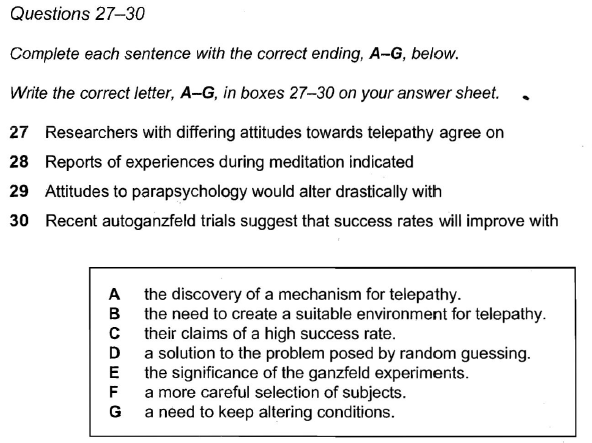 Questions 27–30
Complete each sentence with the correct ending, A–G, below.
Write the correct letter, A–G, in boxes 27–30 on your answer sheet.
27 Researchers with differing attitudes towards telepathy agree on
28 Reports of experiences during meditation indicated
29 Attitudes to parapsychology would alter drastically with
30 Recent autoganzfeld trials suggest that success rates will improve with
A the discovery of a mechanism for telepathy.
B the need to create a suitable environment for telepathy.
C their claims of a high success rate.
D a solution to the problem posed by random guessing.
E the significance of the ganzfeld experiments.
F a more careful selection of subjects.
G a need to keep altering conditions.